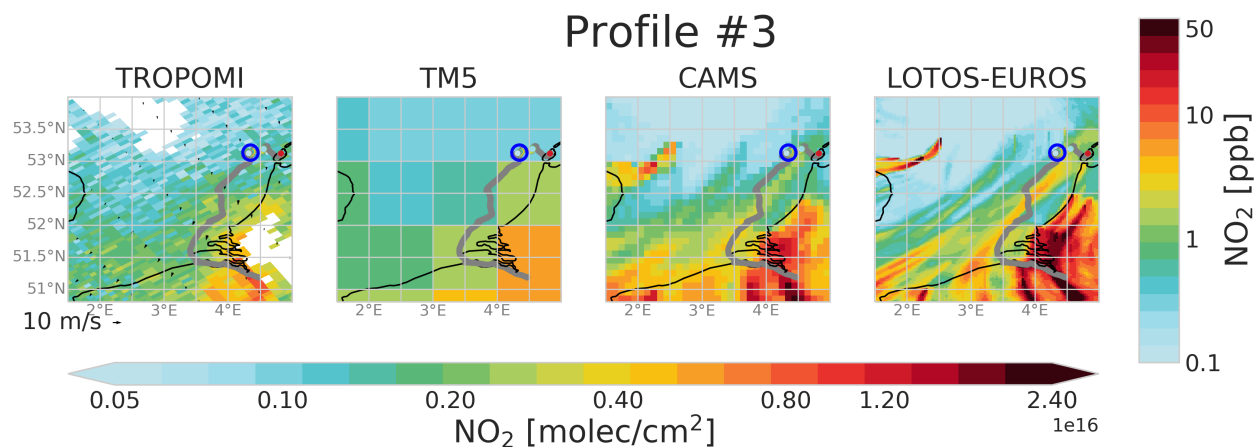 Profile #3
TROPOMI
TM5
CAMS
LOTOS-EUROS
53.5°N
53°N
52.5°N
52°N
51.5°N
51°N
2°E 3°E 4°E
2°E 3°E 4°E
2°E 3°E 4°E
2°E 3°E 4°E
10 m/s
50
10
1
0.1
NO₂ [ppb]
0.05 0.10 0.20 0.40 0.80 1.20 2.40
1e16
NO₂ [molec/cm²]